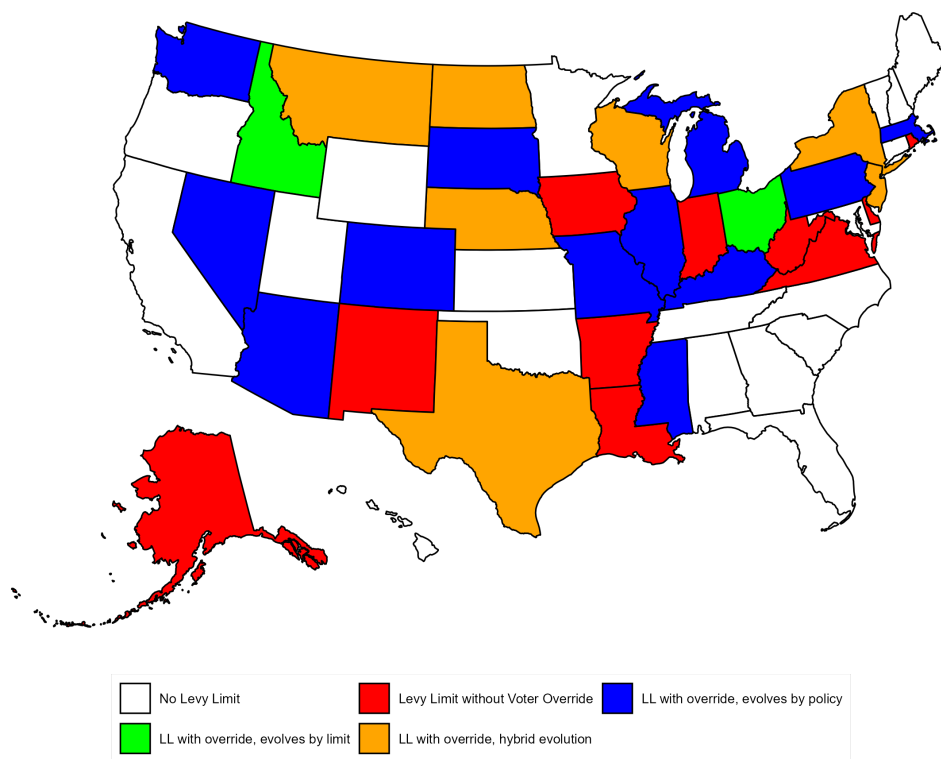 No Levy Limit
Levy Limit without Voter Override
LL with override, evolves by policy
LL with override, evolves by limit
LL with override, hybrid evolution